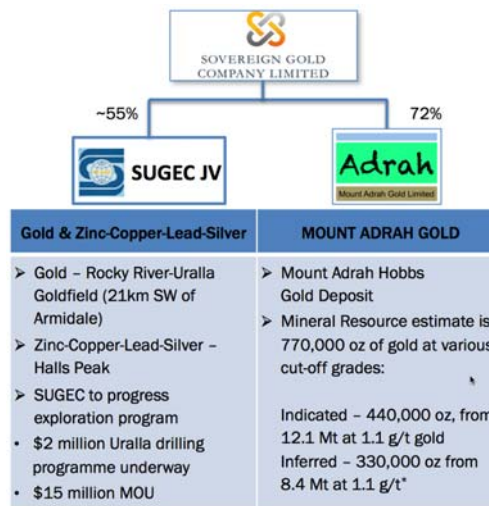 SOVEREIGN GOLD
COMPANY LIMITED
~55%
72%
SUGEC JV
Adrah
Mount Adrah Gold Limited
Gold & Zinc-Copper-Lead-Silver
➢ Gold – Rocky River-Uralla
Goldfield (21km SW of
Armidale)
➢ Zinc-Copper-Lead-Silver –
Halls Peak
➢ SUGEC to progress
exploration program
• $2 million Uralla drilling
programme underway
• $15 million MOU
MOUNT ADRAH GOLD
➢ Mount Adrah Hobbs
Gold Deposit
➢ Mineral Resource estimate is
770,000 oz of gold at various
cut-off grades:
Indicated – 440,000 oz, from
12.1 Mt at 1.1 g/t gold
Inferred – 330,000 oz from
8.4 Mt at 1.1 g/t*